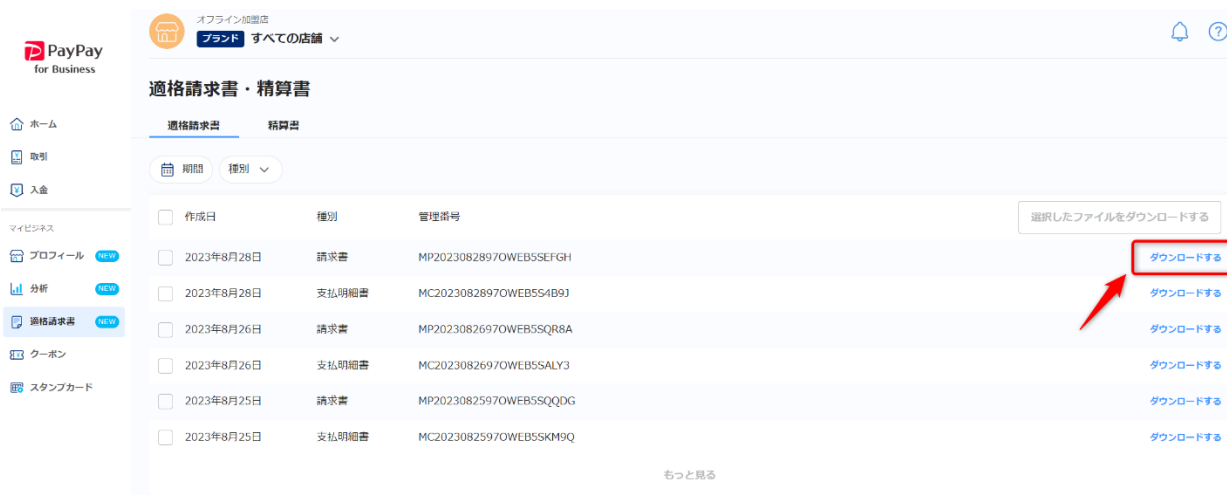 オフライン加盟店
ブランド すべての店舗
PayPay
for Business
適格請求書・精算書
ホーム
取引
入金
マイビジネス
プロフィール NEW
分析 NEW
適格請求書 NEW
クーポン
スタンプカード
適格請求書 精算書
期間 種別
作成日 種別 管理番号 選択したファイルをダウンロードする
2023年8月28日 請求書 MP2023082897OWEB5SEFGH ダウンロードする
2023年8月28日 支払明細書 MC2023082897OWEB5S4B9J ダウンロードする
2023年8月26日 請求書 MP2023082697OWEB5SQR8A ダウンロードする
2023年8月26日 支払明細書 MC2023082697OWEB5SALY3 ダウンロードする
2023年8月25日 請求書 MP2023082597OWEB5SQQDG ダウンロードする
2023年8月25日 支払明細書 MC2023082597OWEB5SKM9Q ダウンロードする
もっと見る